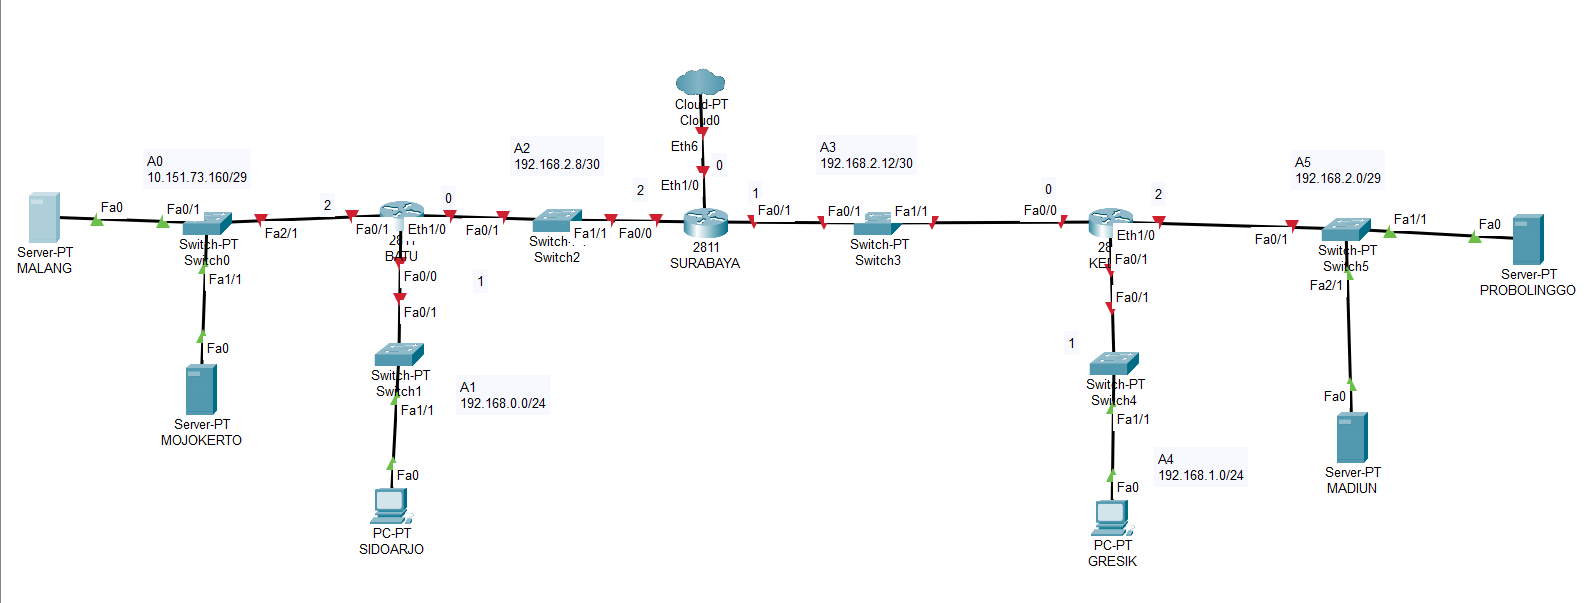 Cloud-PT
Cloud0
Eth6
0
Eth1/0
A0
10.151.73.160/29
A2
192.168.2.8/30
A3
192.168.2.12/30
A5
192.168.2.0/29
Fa0
Fa0/1
Fa2/1
2
Fa0/1
0
Eth1/0
Fa0/1
Fa1/1
2
Fa0/0
1
Fa0/1
Fa0/1
Fa1/1
0
Fa0/0
2
Eth1/0
Fa0/1
Fa1/1
Fa0
Server-PT
MALANG
Switch-PT
Switch0
BATU
Switch2
2811
SURABAYA
Switch-PT
Switch3
28
Switch-PT
Switch5
Server-PT
PROBOLINGGO
Fa1/1
Fa0/0
1
Fa0/1
Fa0/1
Fa0/1
Fa2/1
Fa0
Server-PT
MOJOKERTO
Switch-PT
Switch1
A1
192.168.0.0/24
Fa1/1
1
Switch-PT
Switch4
Fa1/1
Fa0
Server-PT
MADIUN
A4
192.168.1.0/24
Fa0
PC-PT
SIDOARJO
Fa0
PC-PT
GRESIK